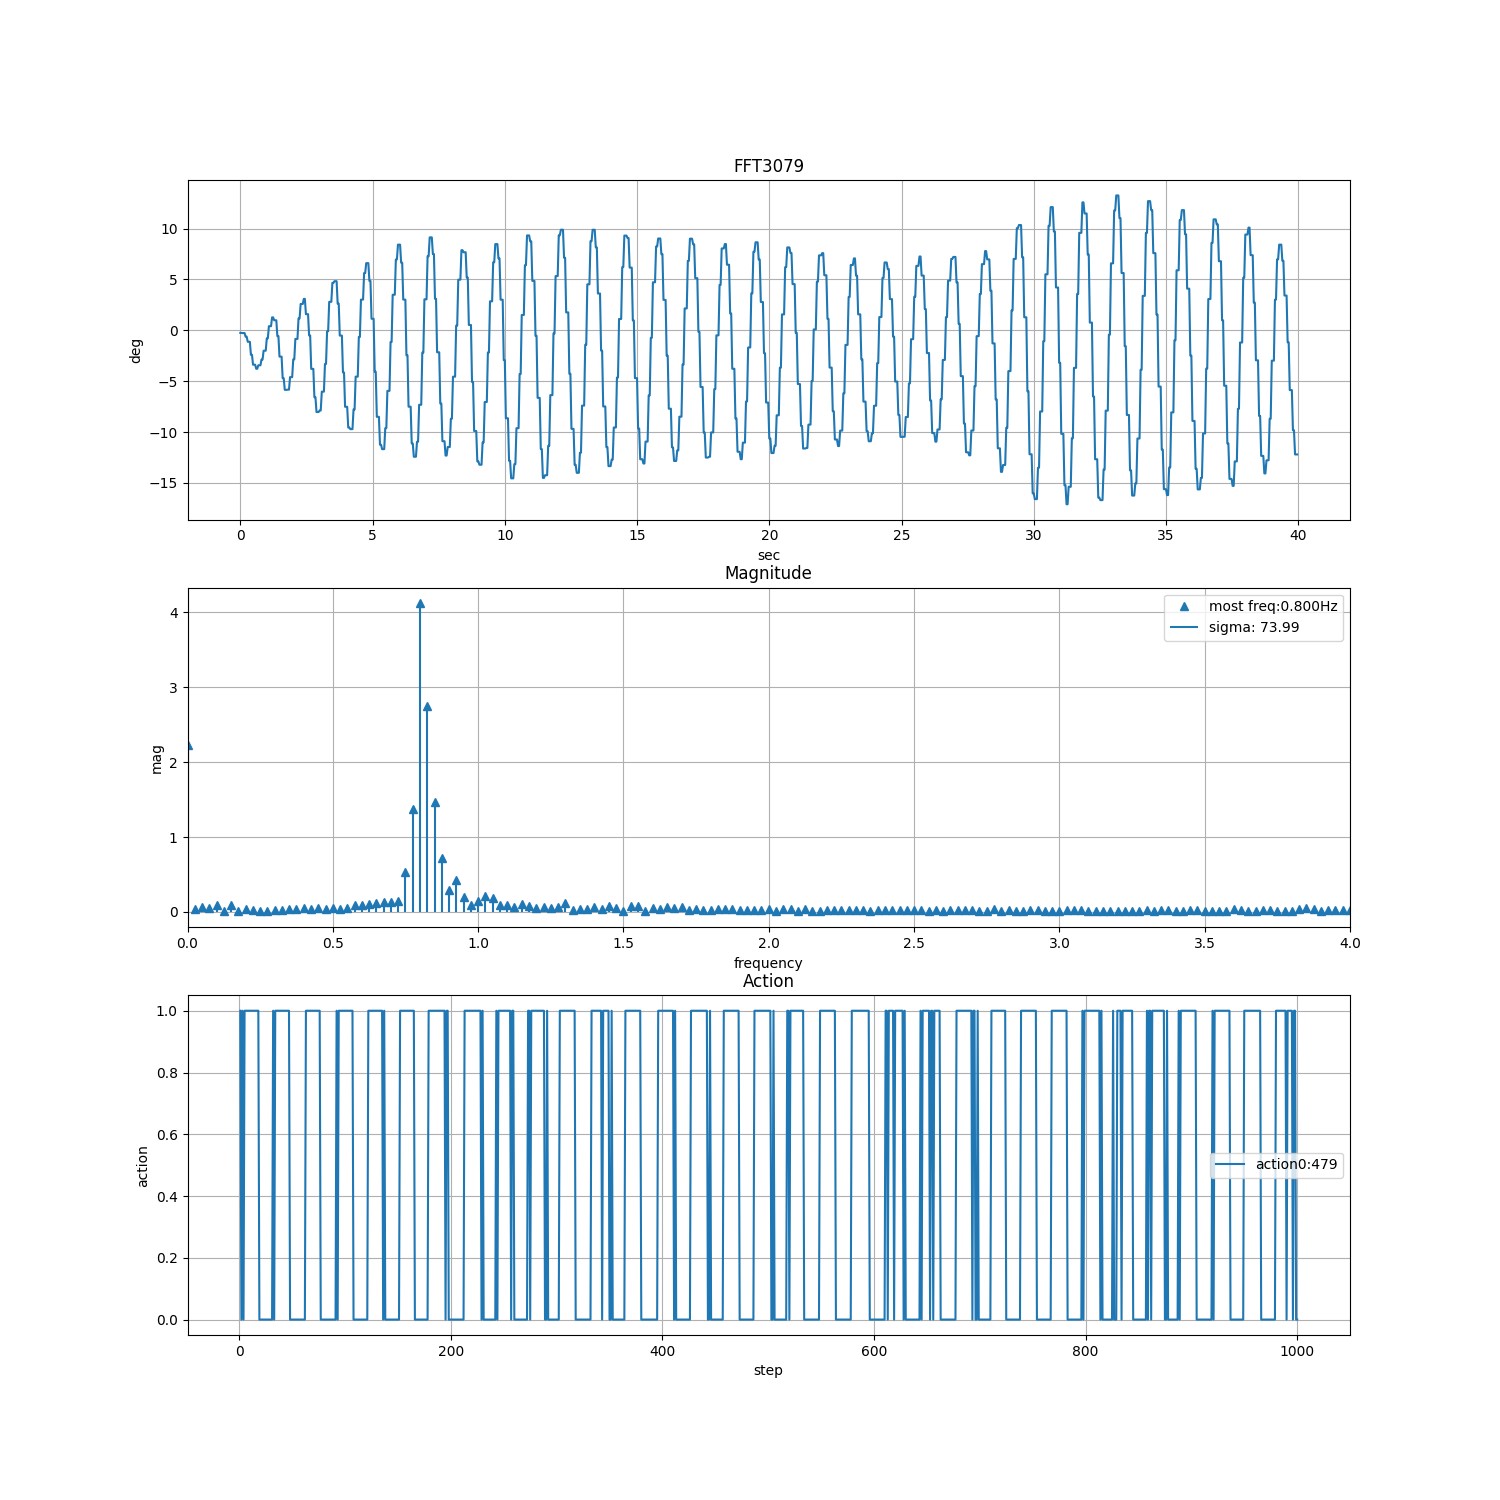 FFT3079
10
5
0
−5
−10
−15
deg
0 5 10 15 20 25 30 35 40
sec
Magnitude
4
3
2
1
0
mag
most freq:0.800Hz
sigma: 73.99
0.0 0.5 1.0 1.5 2.0 2.5 3.0 3.5 4.0
frequency
Action
1.0
0.8
0.6
0.4
0.2
0.0
action
action0:479
0 200 400 600 800 1000
step